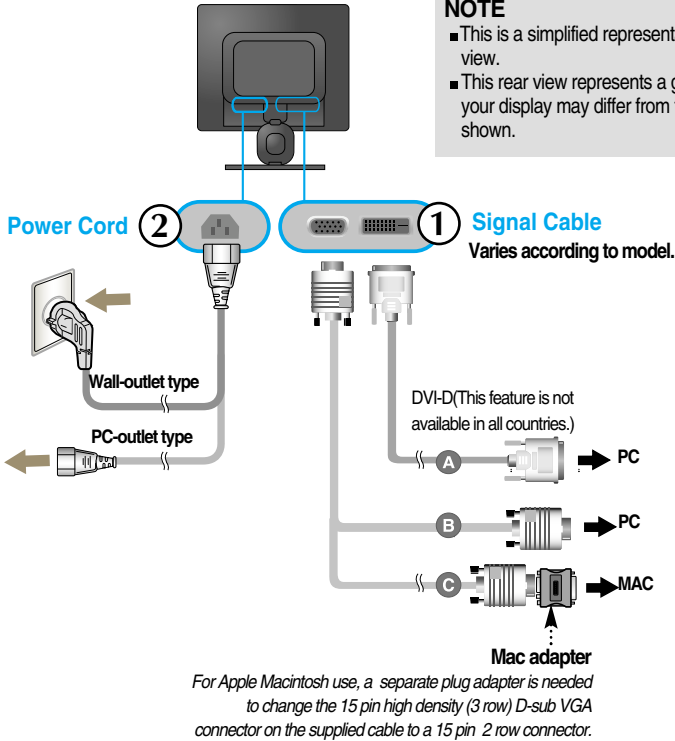 NOTE
■This is a simplified represent
view.
■This rear view represents a
your display may differer from
shown.
Power Cord 2
1 Signal Cable
Varies according to model.
Wall-outlet type
PC-outlet type
DVI-D(This feature is not
available in all countries.)
A PC
B PC
C MAC
Mac adapter
For Apple Macintosh use, a separate plug adapter is needed
to change the 15 pin high density (3 row) D-sub VGA
connector on the supplied cable to a 15 pin 2 row connector.